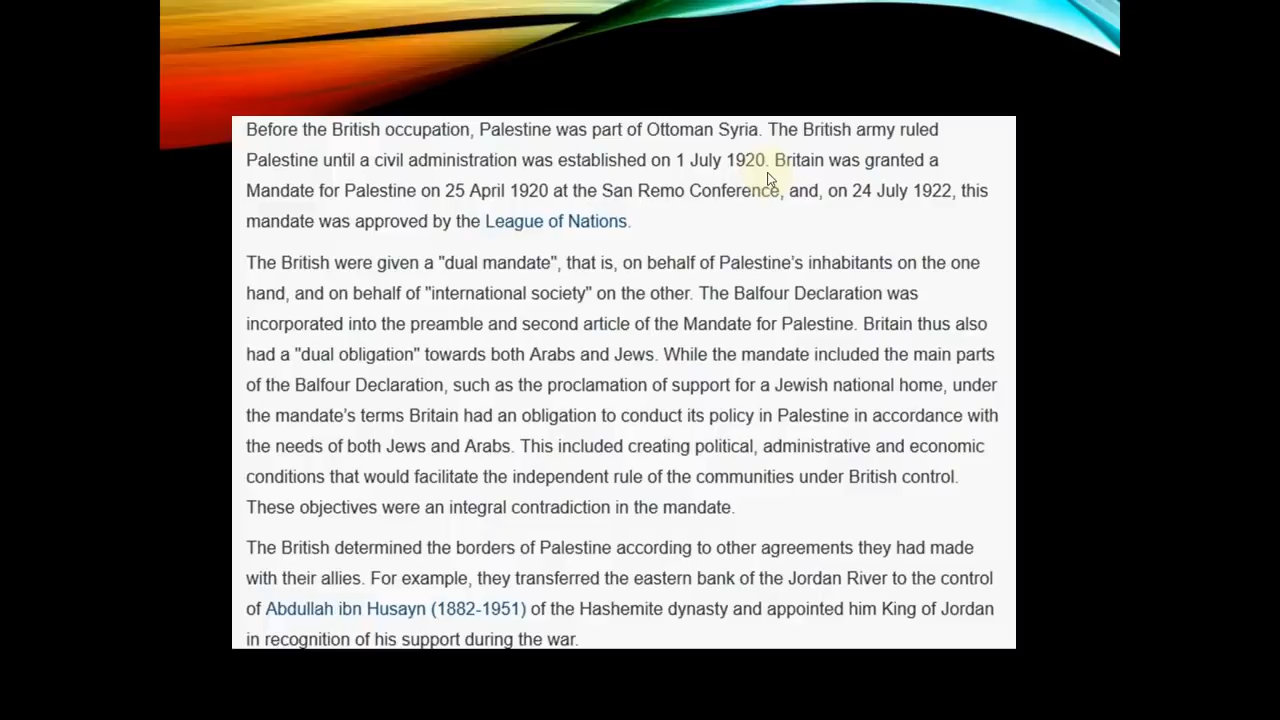 Before the British occupation, Palestine was part of Ottoman Syria. The British army ruled
Palestine until a civil administration was established on 1 July 1920. Britain was granted a
Mandate for Palestine on 25 April 1920 at the San Remo Conference, and, on 24 July 1922, this
mandate was approved by the League of Nations.
The British were given a "dual mandate", that is, on behalf of Palestine’s inhabitants on the one
hand, and on behalf of "international society" on the other. The Balfour Declaration was
incorporated into the preamble and second article of the Mandate for Palestine. Britain thus also
had a "dual obligation" towards both Arabs and Jews. While the mandate included the main parts
of the Balfour Declaration, such as the proclamation of support for a Jewish national home, under
the mandate’s terms Britain had an obligation to conduct its policy in Palestine in accordance with
the needs of both Jews and Arabs. This included creating political, administrative and economic
conditions that would facilitate the independent rule of the communities under British control.
These objectives were an integral contradiction in the mandate.
The British determined the borders of Palestine according to other agreements they had made
with their allies. For example, they transferred the eastern bank of the Jordan River to the control
of Abdullah ibn Husayn (1882-1951) of the Hashemite dynasty and appointed him King of Jordan
in recognition of his support during the war.